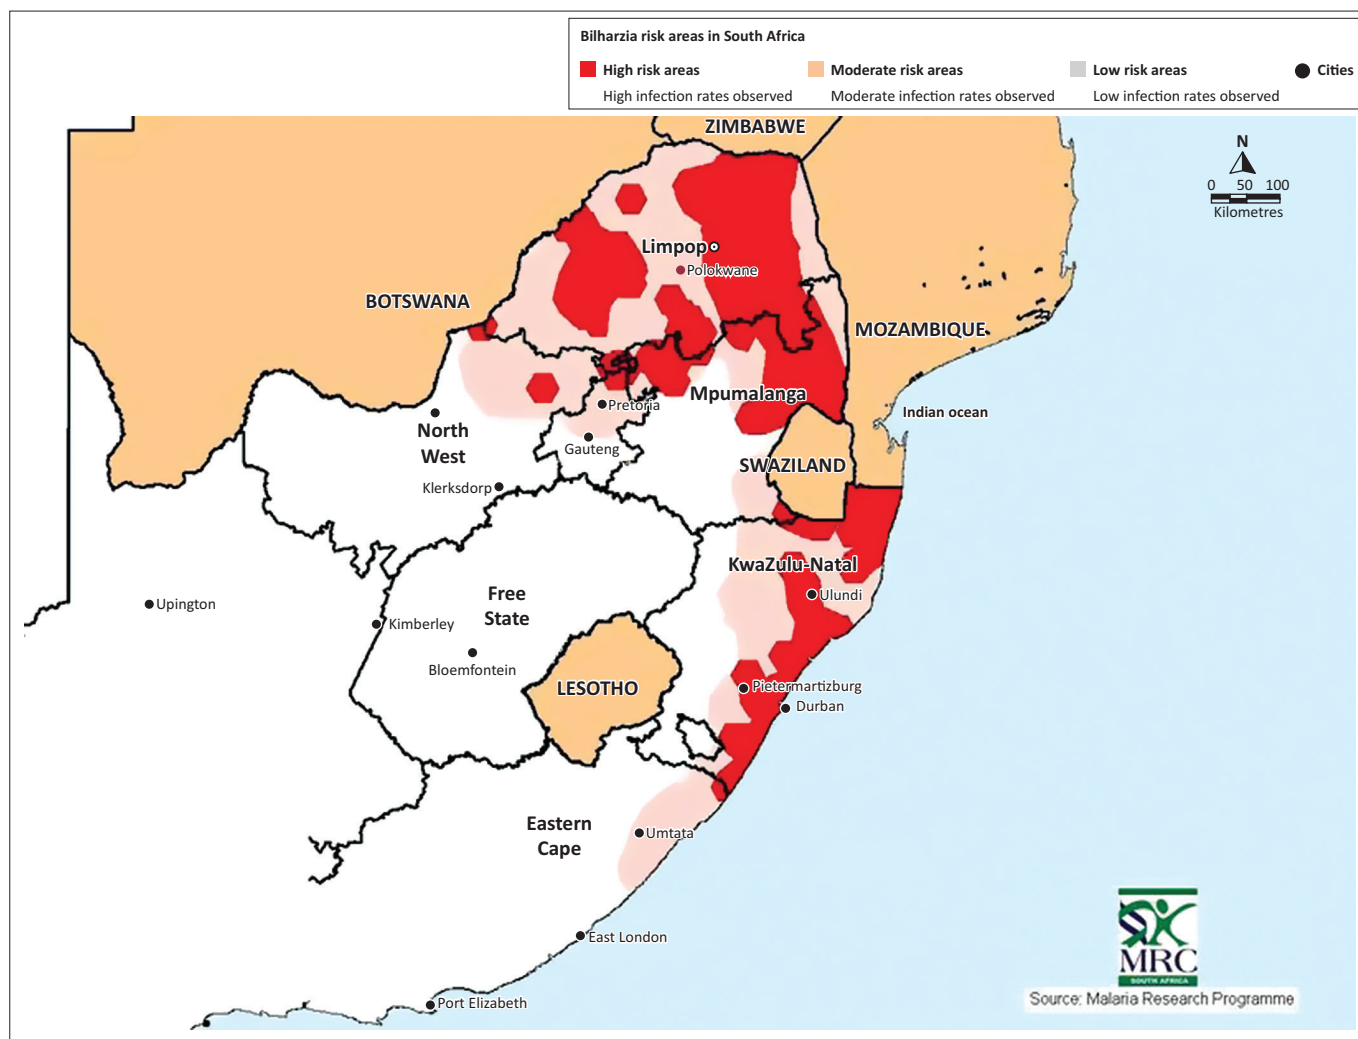 Bilharzia risk areas in South Africa
High risk areas
Moderate risk areas
Low risk areas
Cities
High infection rates observed
Moderate infection rates observed
Low infection rates observed
ZIMBABWE
N
0 50 100
Kilometres
Limpop
Polokwane
BOTSWANA
MOZAMBIQUE
Mpumalanga
Pretoria
Indian ocean
North
West
Gauteng
SWAZILAND
Klerksdorp
KwaZulu-Natal
Ulundi
Upington
Free
State
Kimberley
Bloemfontein
LESOTHO
Pietermartizburg
Durban
Eastern
Cape
Umtata
East London
Port Elizabeth
MRC
SOUTH AFRICA
Source: Malaria Research Programme